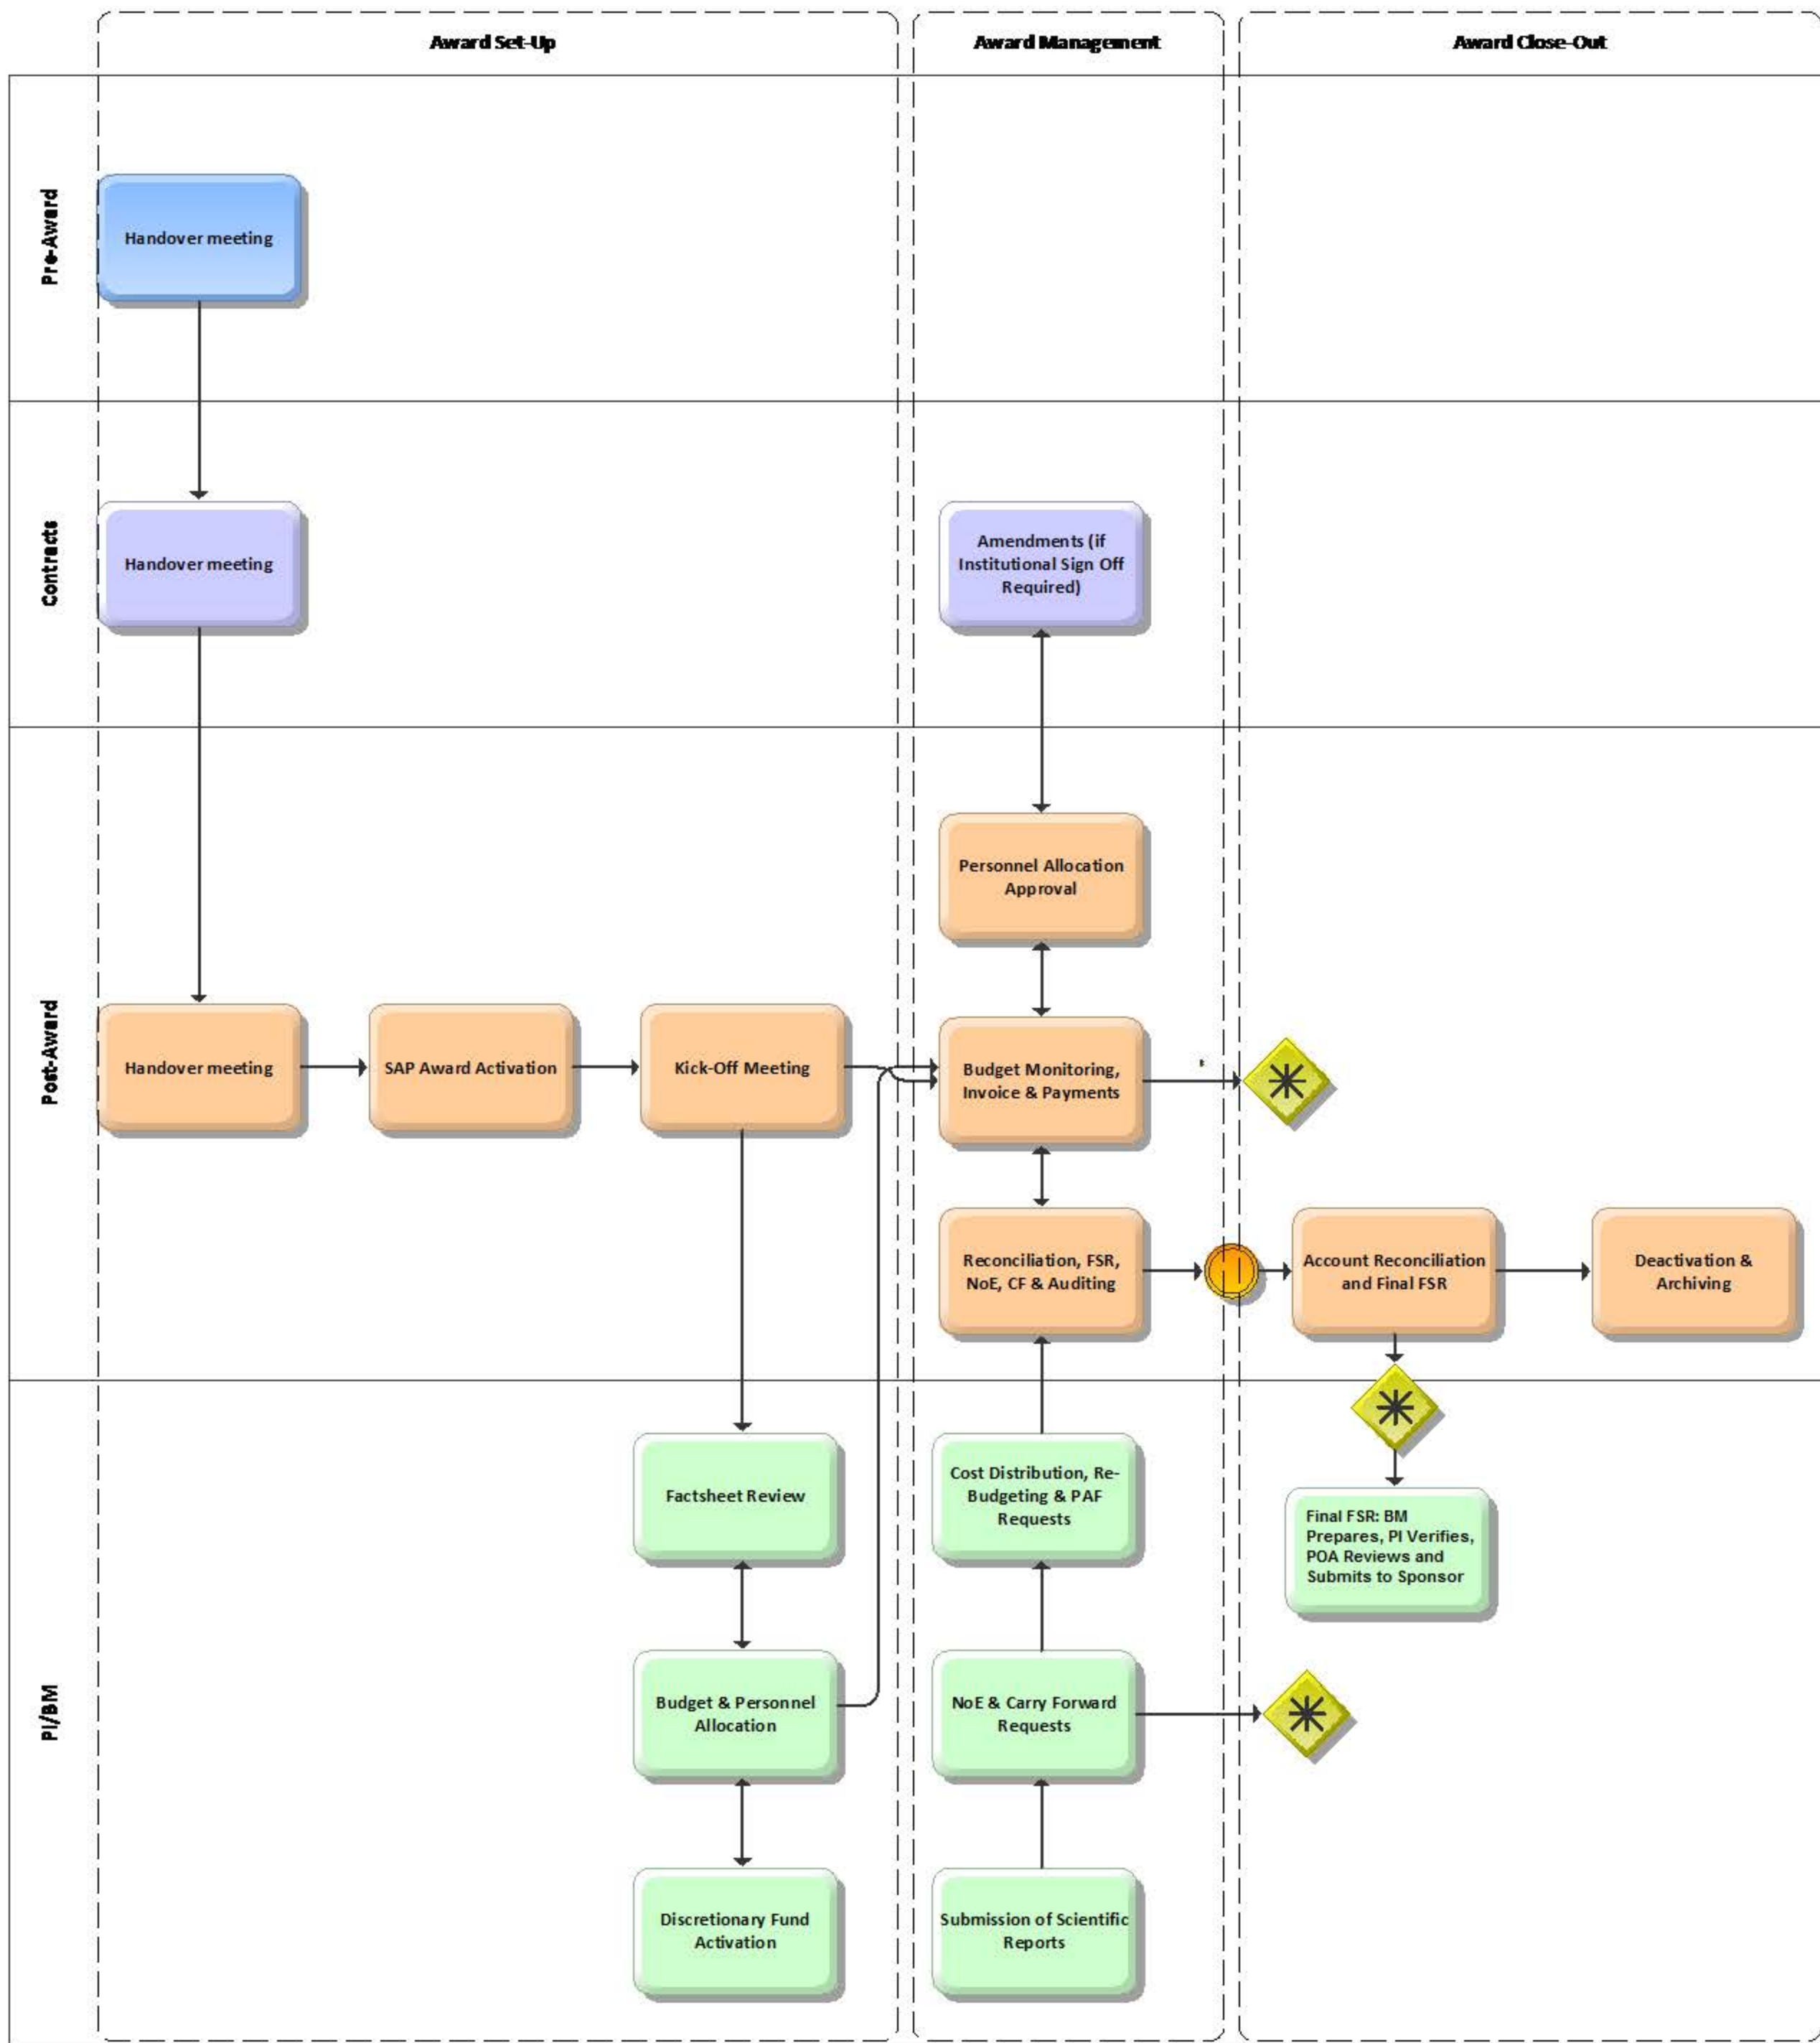 Award Set-Up
Award Management
Award Close-Out
Pre-Award
Handover meeting
Contracts
Handover meeting
Amendments (if
Institutional Sign Off
Required)
Post-Award
Personnel Allocation
Approval
Handover meeting
SAP Award Activation
Kick-Off Meeting
Budget Monitoring,
Invoice & Payments
Reconciliation, FSR,
NoE, CF & Auditing
Account Reconciliation
and Final FSR
Deactivation &
Archiving
PI/BM
Factsheet Review
Cost Distribution, Re-
Budgeting & PAF
Requests
Final FSR: BM
Prepares, PI Verifies,
POA Reviews and
Submits to Sponsor
Budget & Personnel
Allocation
NoE & Carry Forward
Requests
Discretionary Fund
Activation
Submission of Scientific
Reports